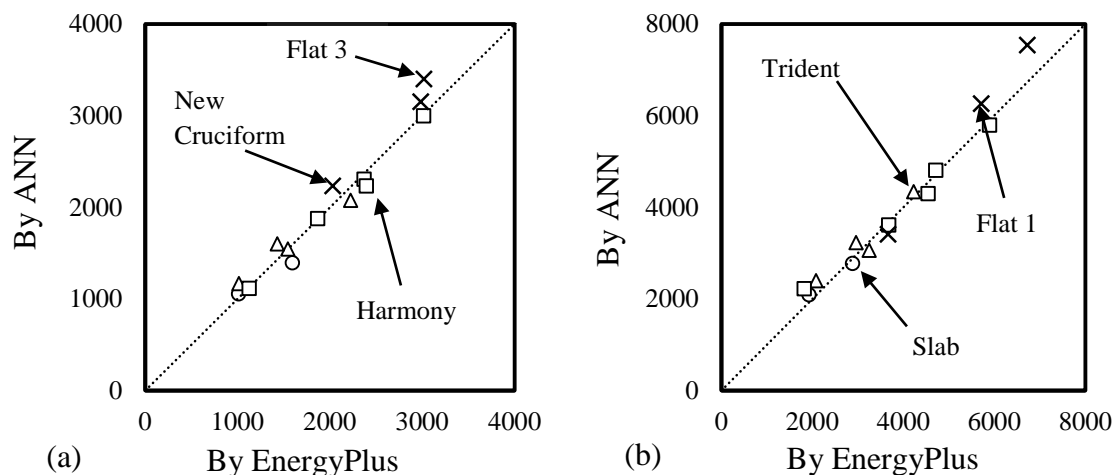 4000
3000
2000
1000
0
By ANN
Flat 3
New
Cruciform
Harmony
0 1000 2000 3000 4000
(a) By EnergyPlus
8000
6000
4000
2000
0
By ANN
Trident
Flat 1
Slab
0 2000 4000 6000 8000
(b) By EnergyPlus